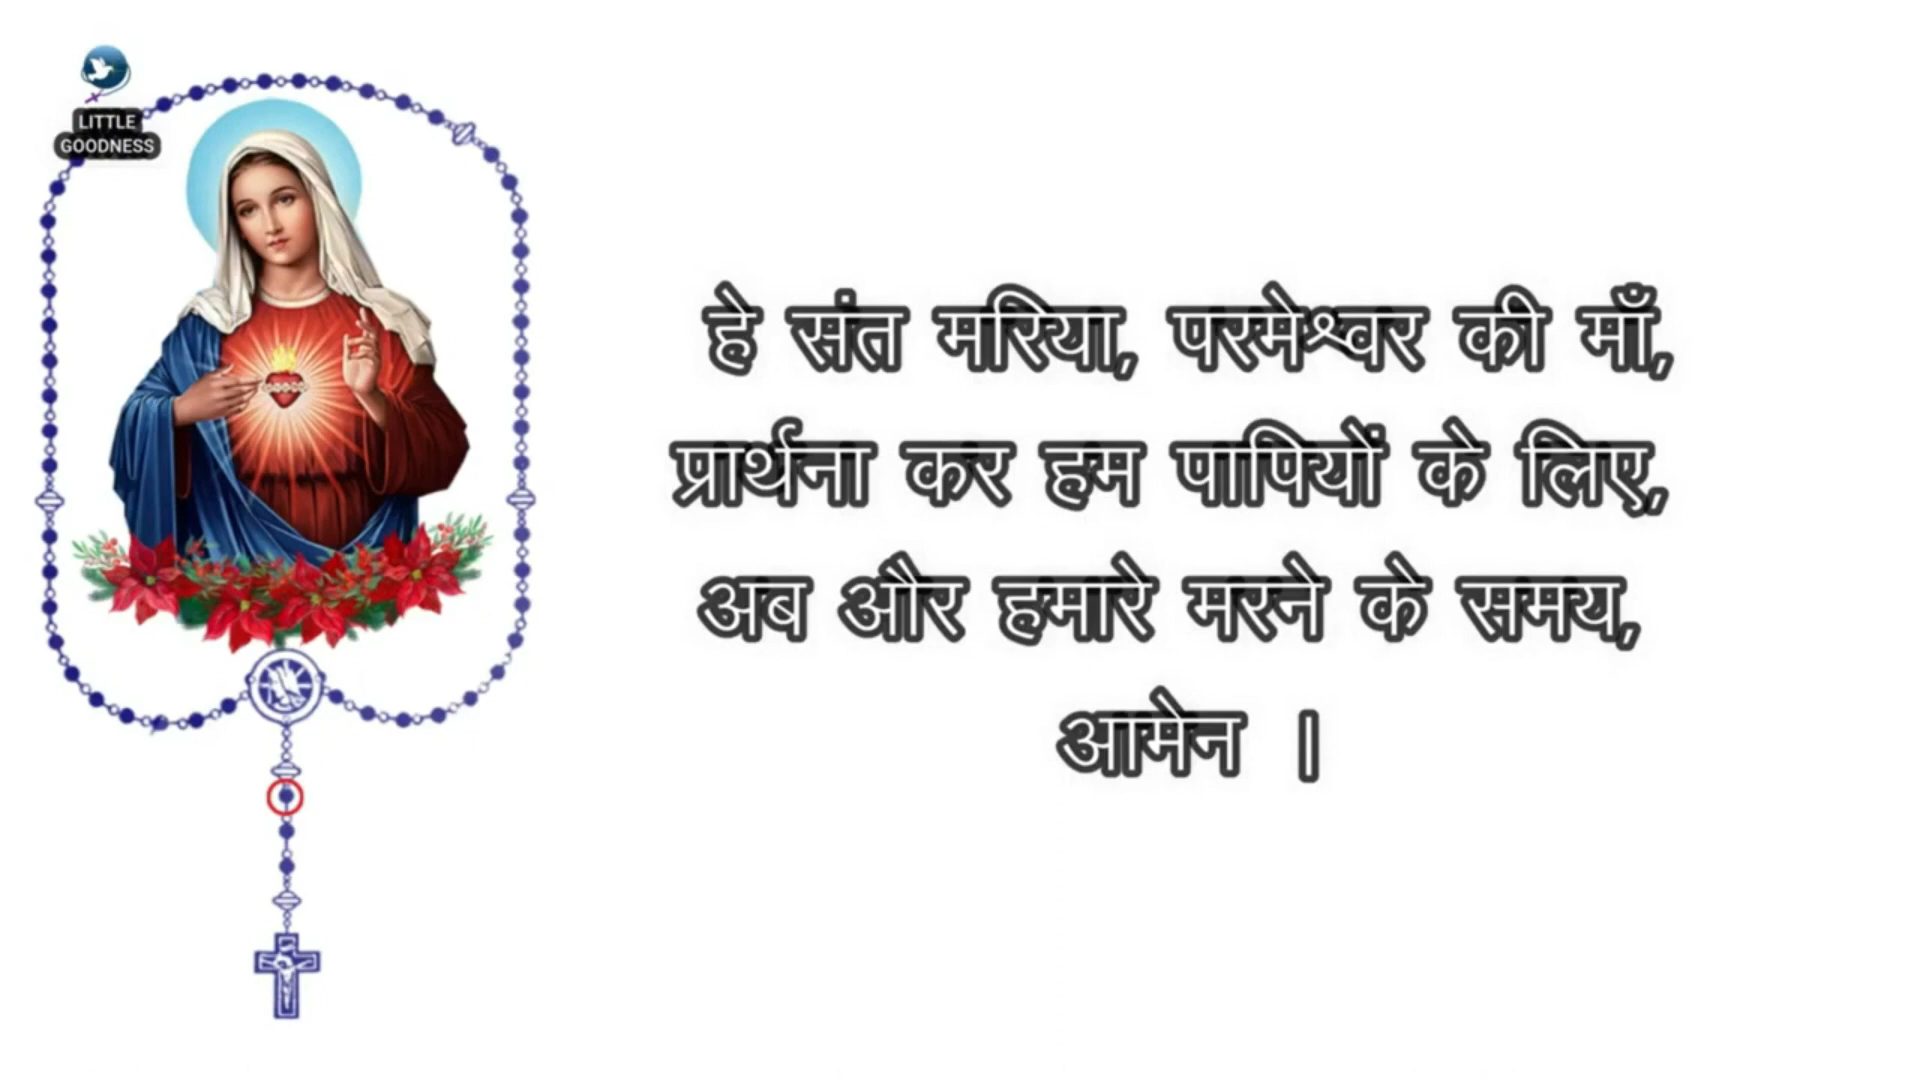 LITTLE
GOODNESS
हे संत मरिया, परमेश्वर की माँ,
प्रार्थना कर हम पापियों के लिए,
अब और हमारे मरने के समय,
आमेन ।